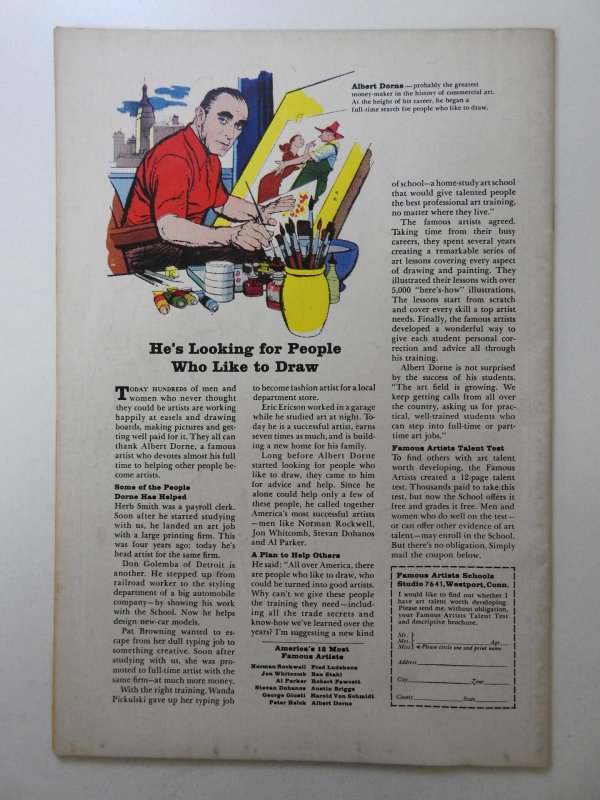 Albert Dorne — probably the greatest
money-maker in the history of commercial art.
At the height of his career, he began a
full-time search for people who like to draw.
He's Looking for People
Who Like to Draw
TODAY HUNDREDS of men and
women who never thought
they could be artists are working
happily at easels and drawing
boards, making pictures and get-
ting well paid for it. They all can
thank Albert Dorne, a famous
artist who devotes almost his full
time to helping other people be-
come artists.
Some of the People
Dorne Has Helped
Herb Smith was a payroll clerk.
Soon after he started studying
with us, he landed an art job
with a large printing firm. This
was four years ago; today he's
head artist for the same firm.
Don Golemba of Detroit is
another. He stepped up from
railroad worker to the styling
department of a big automobile
company—by showing his work
with the School. Now he helps
design new-car models.
Pat Browning wanted to es-
cape from her dull typing job to
something creative. Soon after
studying with us, she was pro-
moted to full-time artist with the
same firm—at much more money.
With the right training, Wanda
Pickulski gave up her typing job
to become fashion artist for a local
department store.
Eric Ericson worked in a garage
while he studied art at night. To-
day he is a successful artist, earns
seven times as much, and is build-
ing a new home for his family.
Long before Albert Dorne
started looking for people who
like to draw, they came to him
for advice and help. Since he
alone could help only a few of
these people, he called together
America's most successful artists
—men like Norman Rockwell,
Jon Whitcomb, Stevan Dohanos
and Al Parker.
A Plan to Help Others
He said: "All over America, there
are people who like to draw, who
could be turned into good artists.
Why can't we give these people
the training they need—includ-
ing all the trade secrets and
know-how we've learned over the
years? I'm suggesting a new kind
America's 12 Most
Famous Artists
Norman Rockwell Fred Ludekens
Jon Whitcomb Ben Stahl
Al Parker Robert Fawcett
Stevan Dohanos Austin Briggs
George Giusti Harold Von Schmidt
Peter Helck Albert Dorne
of school—a home-study art school
that would give talented people
the best professional art training,
no matter where they live."
The famous artists agreed.
Taking time from their busy
careers, they spent several years
creating a remarkable series of
art lessons covering every aspect
of drawing and painting. They
illustrated their lessons with over
5,000 "here's-how" illustrations.
The lessons start from scratch
and cover every skill a top artist
needs. Finally, the famous artists
developed a wonderful way to
give each student personal cor-
rection and advice all through
his training.
Albert Dorne is not surprised
by the success of his students.
"The art field is growing. We
keep getting calls from all over
the country, asking us for prac-
tical, well-trained students who
can step into full-time or part-
time art jobs."
Famous Artists Talent Test
To find others with art talent
worth developing, the Famous
Artists created a 12-page talent
test. Thousands paid to take this
test, but now the School offers it
free and grades it free. Men and
women who do well on the test—
or can offer other evidence of art
talent—may enroll in the School.
But there's no obligation. Simply
mail the coupon below.
Famous Artists Schools
Studio 7641, Westport, Conn.
I would like to find out whether I
have art talent worth developing.
Please send me, without obligation,
your Famous Artists Talent Test
and descriptive brochure.
Mr.
Mrs. Age
Miss Please circle one and print name
Address
City Zone
County State